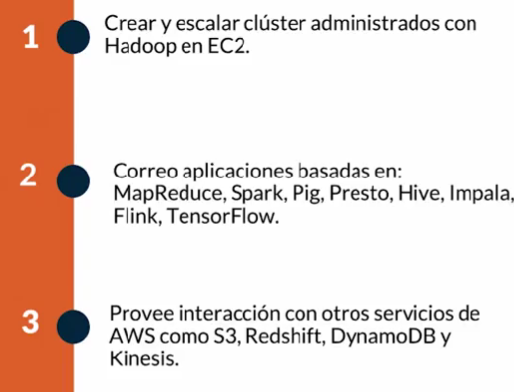 1
Crear y escalar clúster administrados con
Hadoop en EC2.
2
Correo aplicaciones basadas en:
MapReduce, Spark, Pig, Presto, Hive, Impala,
Flink, TensorFlow.
3
Provee interacción con otros servicios de
AWS como S3, Redshift, DynamoDB y
Kinesis.